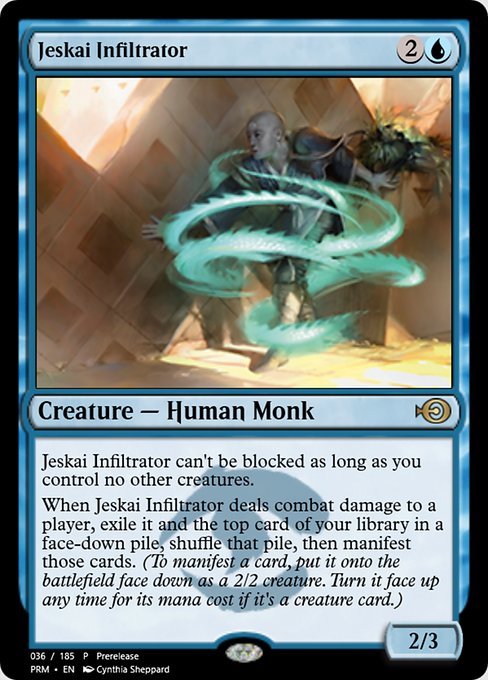 Jeskai Infiltrator 2
Creature — Human Monk
Jeskai Infiltrator can't be blocked as long as you
control no other creatures.
When Jeskai Infiltrator deals combat damage to a
player, exile it and the top card of your library in a
face-down pile, shuffle that pile, then manifest
those cards. (To manifest a card, put it onto the
battlefield face down as a 2/2 creature. Turn it face up
any time for its mana cost if it's a creature card.)
2/3
036 / 185 P Prerelease
PRM • EN Cynthia Sheppard